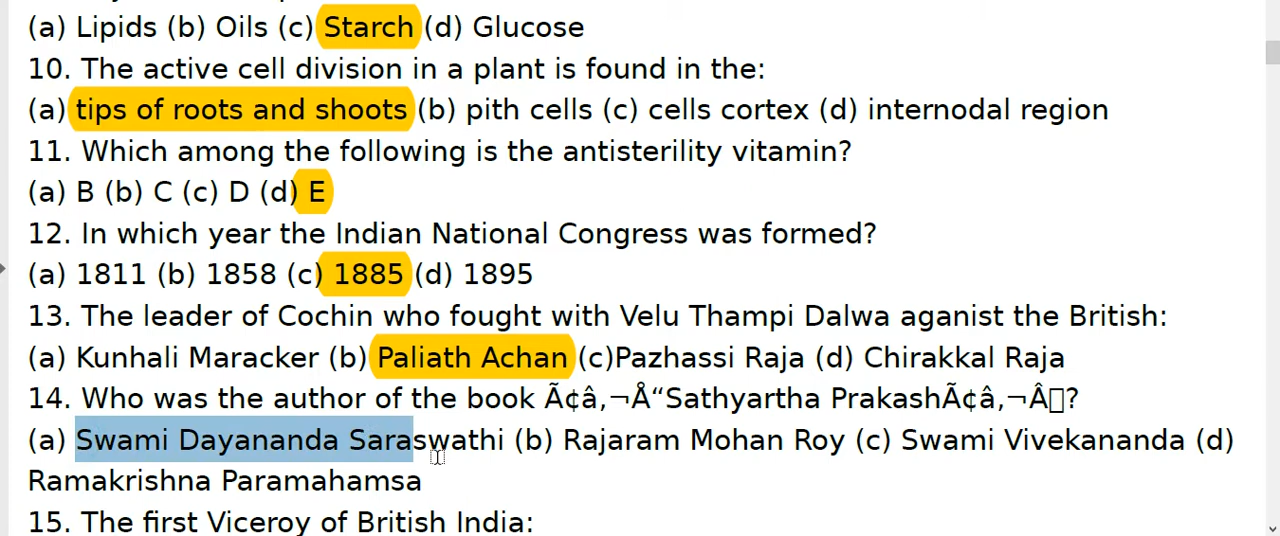 (a) Lipids (b) Oils (c) Starch (d) Glucose
10. The active cell division in a plant is found in the:
(a) tips of roots and shoots (b) pith cells (c) cells cortex (d) internodal region
11. Which among the following is the antisterility vitamin?
(a) B (b) C (c) D (d) E
12. In which year the Indian National Congress was formed?
(a) 1811 (b) 1858 (c) 1885 (d) 1895
13. The leader of Cochin who fought with Velu Thampi Dalwa aganist the British:
(a) Kunhali Maracker (b) Paliath Achan (c)Pazhassi Raja (d) Chirakkal Raja
14. Who was the author of the book Ã¢â‚¬Å“Sathyartha PrakashÃ¢â‚¬Â▯?
(a) Swami Dayananda Saraswathi (b) Rajaram Mohan Roy (c) Swami Vivekananda (d)
Ramakrishna Paramahamsa
15. The first Viceroy of British India: